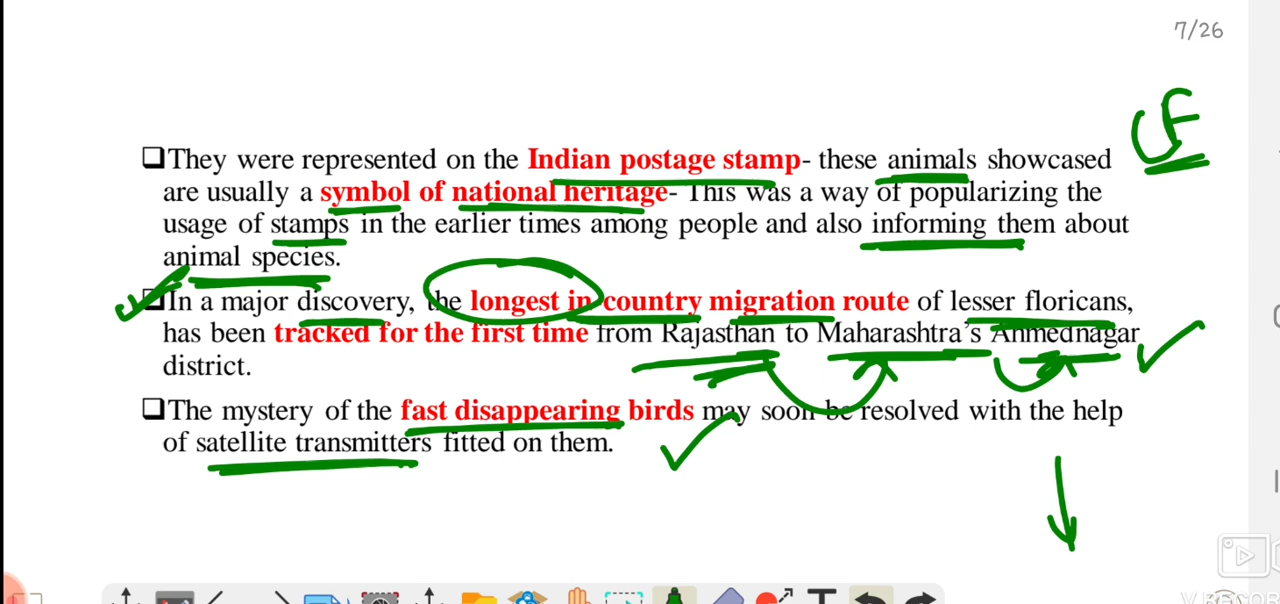 7/26
LF
❑They were represented on the Indian postage stamp- these animals showcased
are usually a symbol of national heritage- This was a way of popularizing the
usage of stamps in the earlier times among people and also informing them about
animal species.
❑In a major discovery, the longest in-country migration route of lesser floricans,
has been tracked for the first time from Rajasthan to Maharashtra’s Ahmednagar
district.
❑The mystery of the fast disappearing birds may soon be resolved with the help
of satellite transmitters fitted on them.